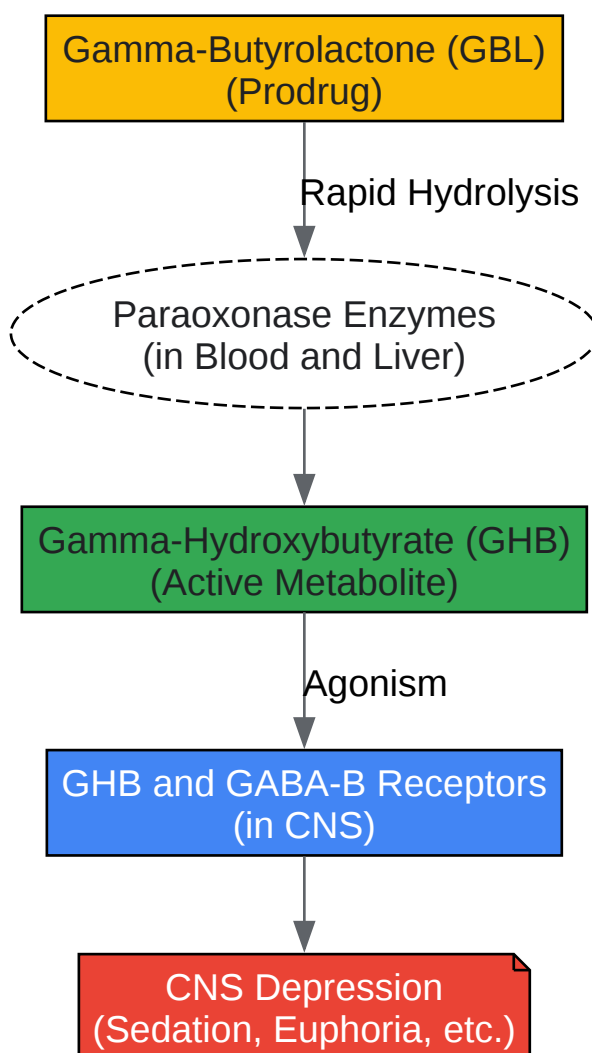 Gamma-Butyrolactone (GBL)
(Prodrug)
Rapid Hydrolysis
Paraoxonase Enzymes
(in Blood and Liver)
Gamma-Hydroxybutyrate (GHB)
(Active Metabolite)
Agonism
GHB and GABA-B Receptors
(in CNS)
CNS Depression
(Sedation, Euphoria, etc.)